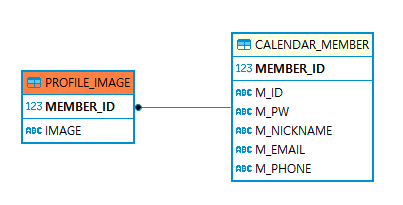 PROFILE_IMAGE
123 MEMBER_ID
ABC IMAGE
CALENDAR_MEMBER
123 MEMBER_ID
ABC M_ID
ABC M_PW
ABC M_NICKNAME
ABC M_EMAIL
ABC M_PHONE